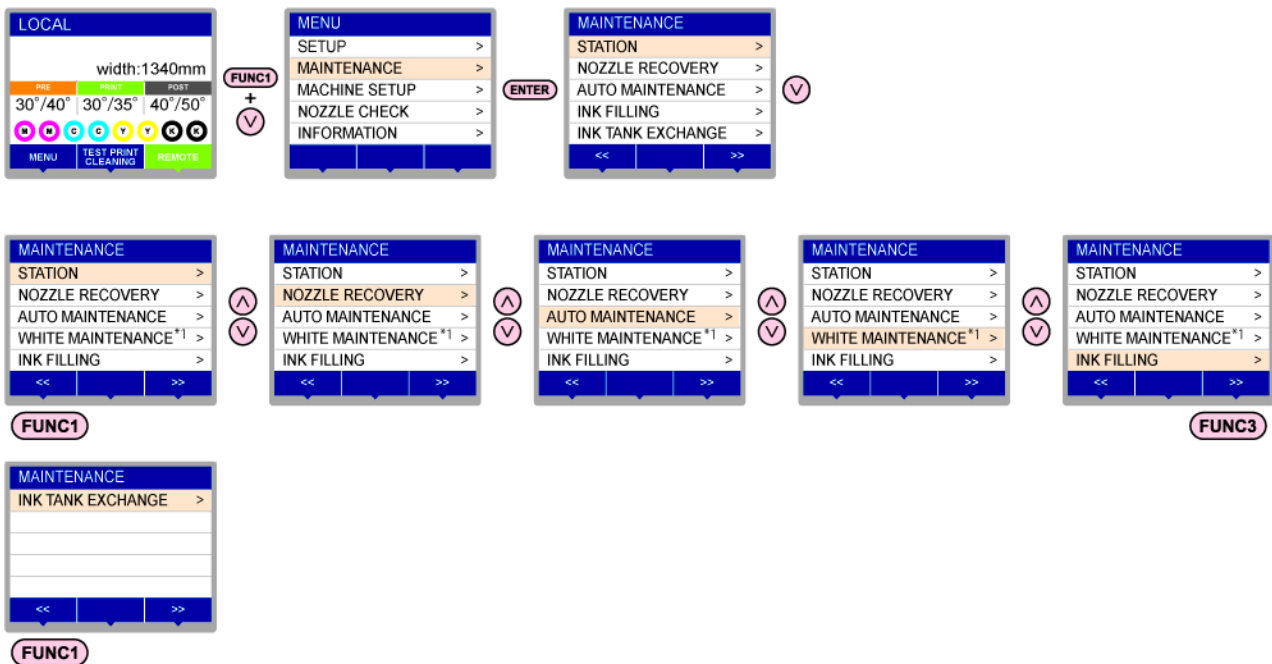 LOCAL
width:1340mm
PRE PRINT POST
30°/40° 30°/35° 40°/50°
M M C C Y Y K K
MENU TEST PRINT CLEANING REMOTE
FUNC1
+
MENU
SETUP >
MAINTENANCE >
MACHINE SETUP >
NOZZLE CHECK >
INFORMATION >
ENTER
MAINTENANCE
STATION >
NOZZLE RECOVERY >
AUTO MAINTENANCE >
INK FILLING >
INK TANK EXCHANGE >
<< >>
MAINTENANCE
STATION >
NOZZLE RECOVERY >
AUTO MAINTENANCE >
WHITE MAINTENANCE*1 >
INK FILLING >
<< >>
FUNC1
MAINTENANCE
STATION >
NOZZLE RECOVERY >
AUTO MAINTENANCE >
WHITE MAINTENANCE*1 >
INK FILLING >
<< >>
MAINTENANCE
STATION >
NOZZLE RECOVERY >
AUTO MAINTENANCE >
WHITE MAINTENANCE*1 >
INK FILLING >
<< >>
MAINTENANCE
STATION >
NOZZLE RECOVERY >
AUTO MAINTENANCE >
WHITE MAINTENANCE*1 >
INK FILLING >
<< >>
MAINTENANCE
STATION >
NOZZLE RECOVERY >
AUTO MAINTENANCE >
WHITE MAINTENANCE*1 >
INK FILLING >
<< >>
FUNC3
MAINTENANCE
INK TANK EXCHANGE >
<< >>
FUNC1